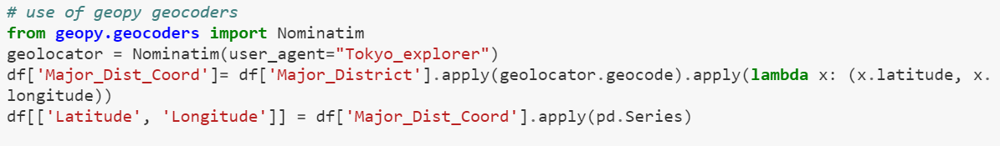 # use of geopy geocoders
from geopy.geocoders import Nominatim
geolocator = Nominatim(user_agent="Tokyo_explorer")
df['Major_Dist_Coord']= df['Major_District'].apply(geolocator.geocode).apply(lambda x: (x.latitude, x.
longitude))
df[['Latitude', 'Longitude']] = df['Major_Dist_Coord'].apply(pd.Series)